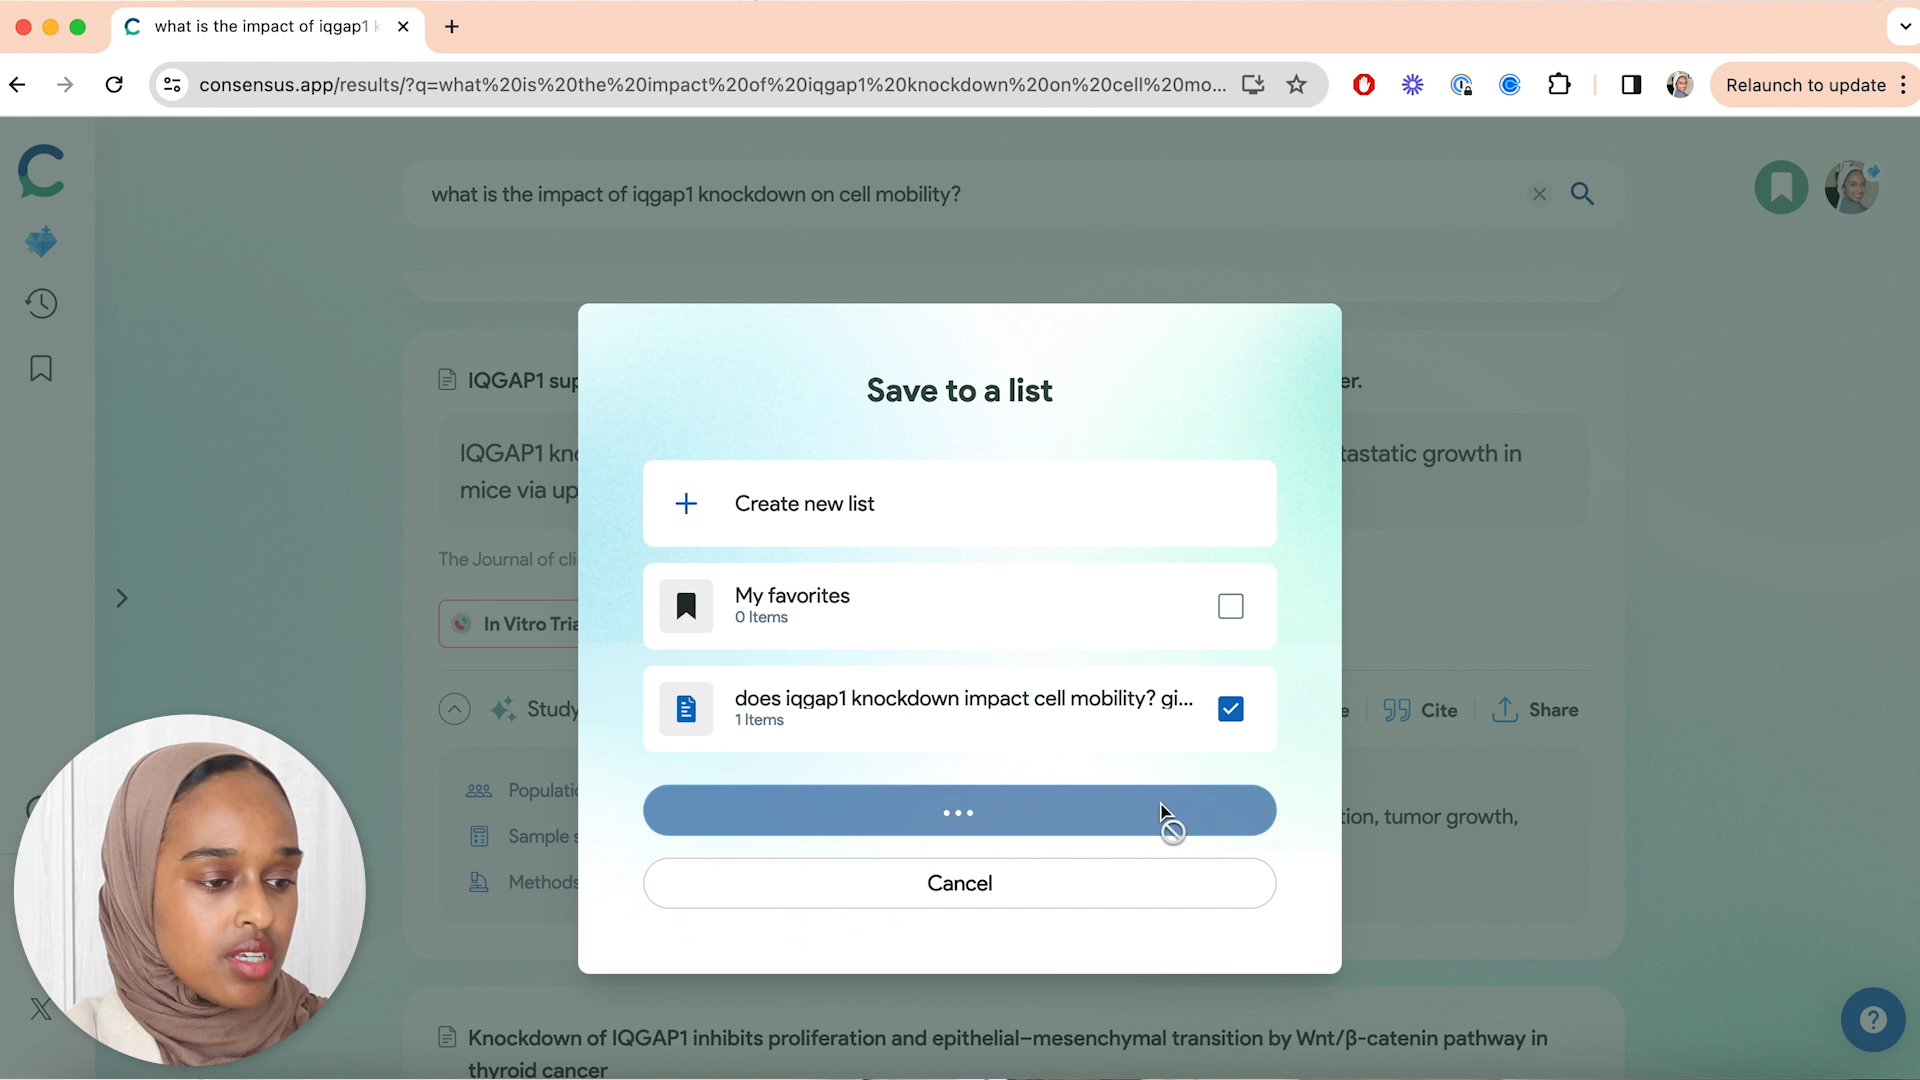 what is the impact of iqgap1 k
consensus.app/results/?q=what%20is%20the%20impact%20of%20iqgap1%20knockdown%20on%20cell%20mo...
Relaunch to update
what is the impact of iqgap1 knockdown on cell mobility?
IQGAP1 sup
er.
IQGAP1 kno
tastatic growth in
mice via up
The Journal of cli
In Vitro Tria
Study
Cite
Share
Populatio
Sample s
tion, tumor growth,
Methods
Save to a list
Create new list
My favorites
0 Items
does iqgap1 knockdown impact cell mobility? gi...
1 Items
Cancel
Knockdown of IQGAP1 inhibits proliferation and epithelial–mesenchymal transition by Wnt/β-catenin pathway in
thyroid cancer